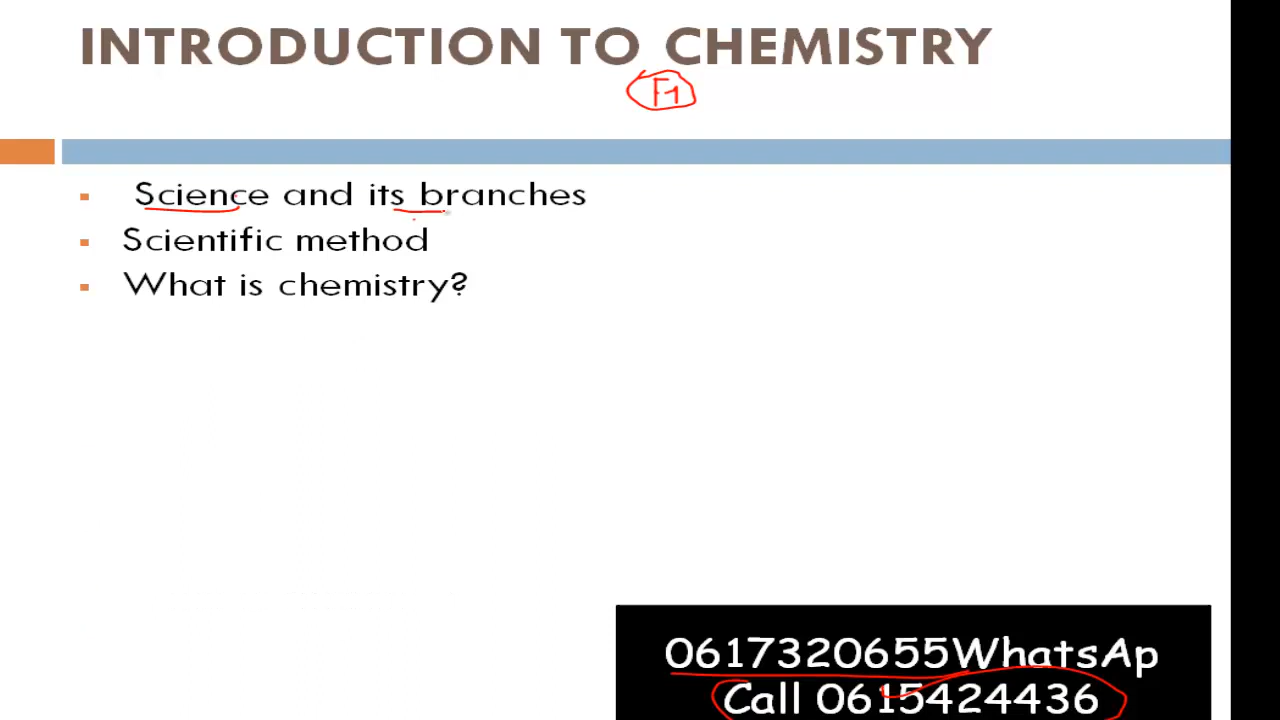 INTRODUCTION TO CHEMISTRY
F1
Science and its branches
Scientific method
What is chemistry?
0617320655WhatsAp
Call 0615424436